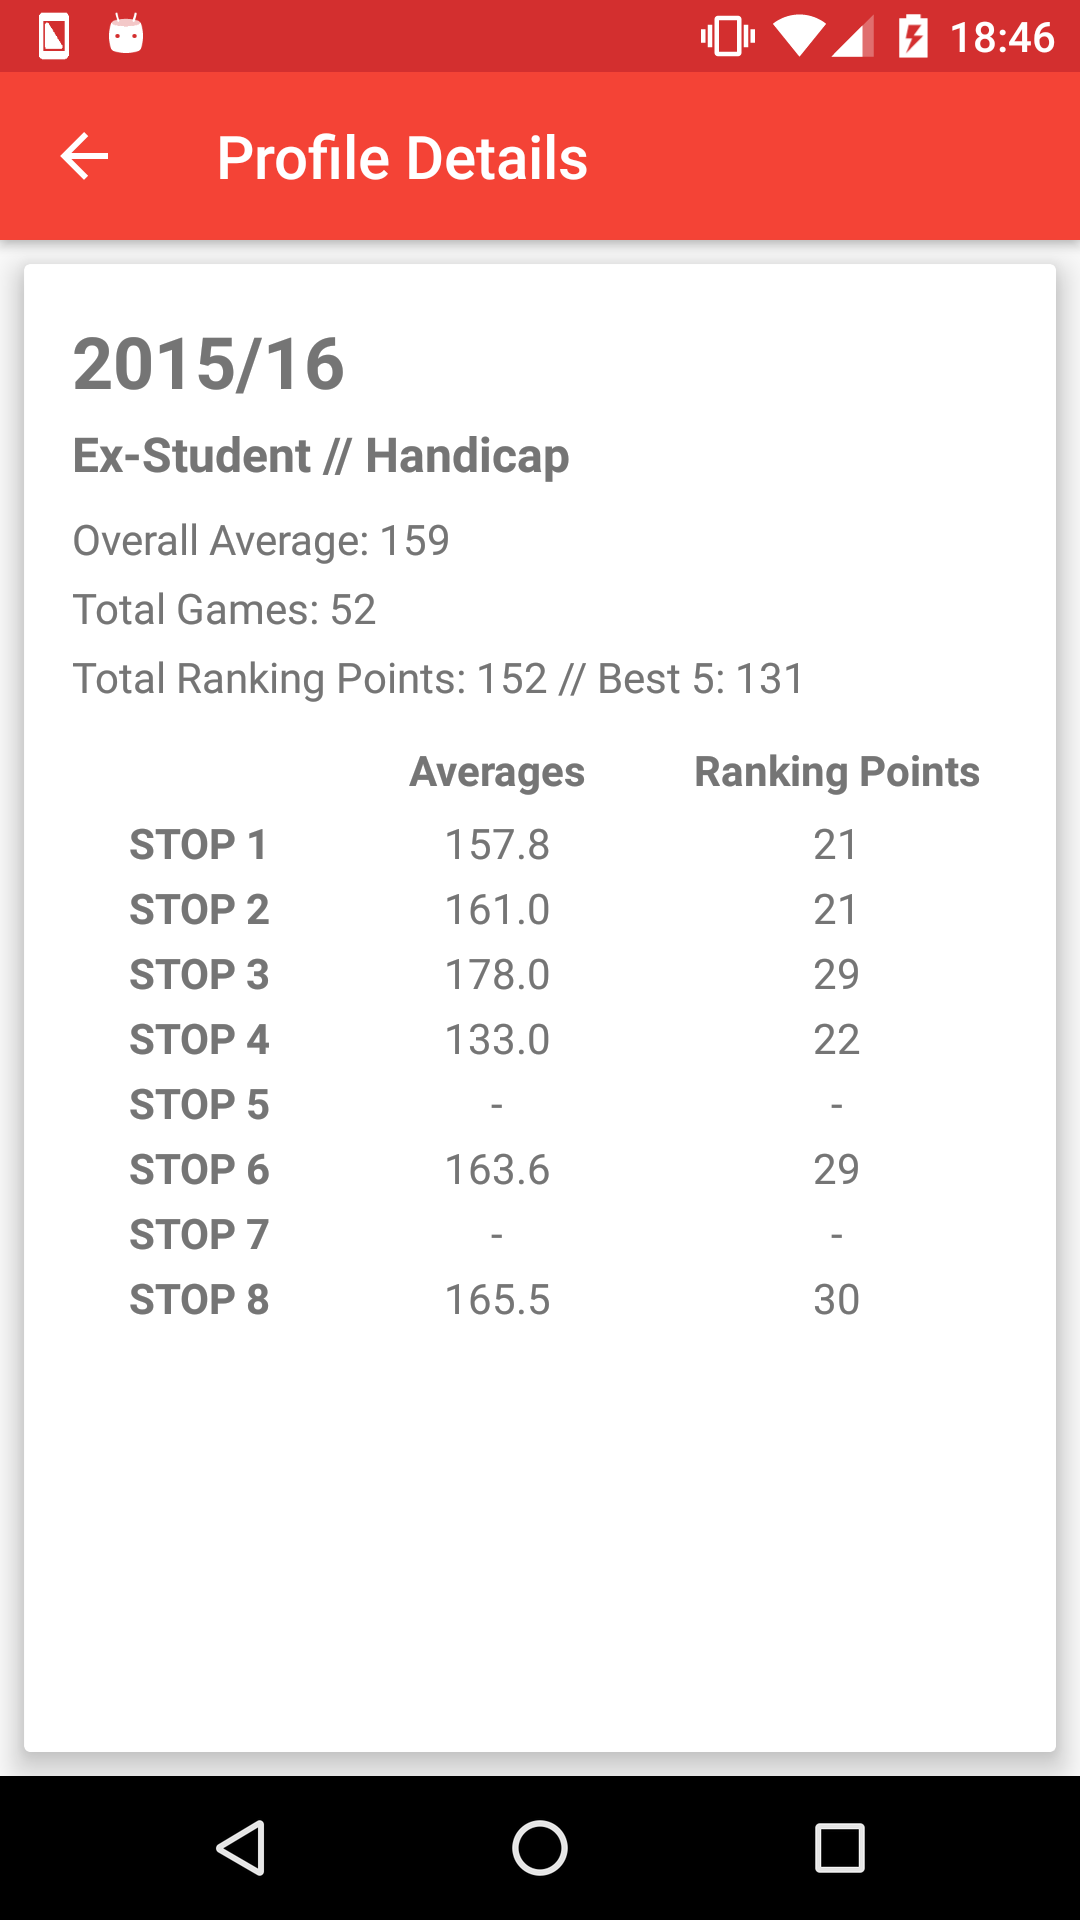 18:46
Profile Details
2015/16
Ex-Student // Handicap
Overall Average: 159
Total Games: 52
Total Ranking Points: 152 // Best 5: 131
Averages Ranking Points
STOP 1 157.8 21
STOP 2 161.0 21
STOP 3 178.0 29
STOP 4 133.0 22
STOP 5 - -
STOP 6 163.6 29
STOP 7 - -
STOP 8 165.5 30